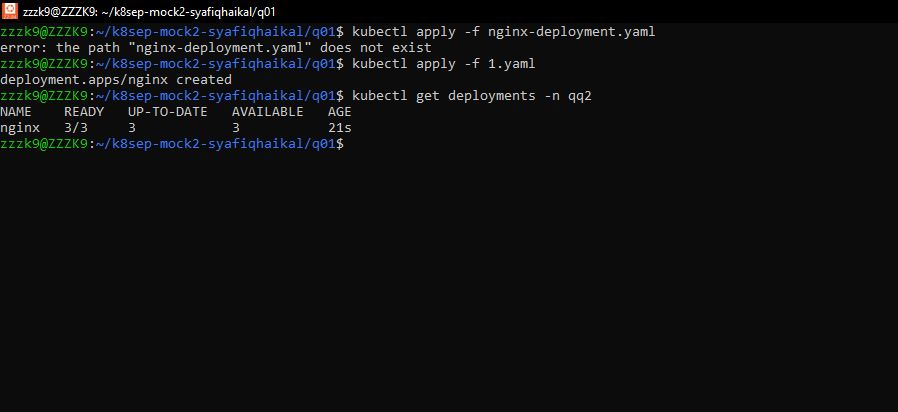 zzzk9@ZZZK9: ~/k8sep-mock2-syafiqhaikal/q01
zzzk9@ZZZK9:~/k8sep-mock2-syafiqhaikal/q01$ kubectl apply -f nginx-deployment.yaml
error: the path "nginx-deployment.yaml" does not exist
zzzk9@ZZZK9:~/k8sep-mock2-syafiqhaikal/q01$ kubectl apply -f 1.yaml
deployment.apps/nginx created
zzzk9@ZZZK9:~/k8sep-mock2-syafiqhaikal/q01$ kubectl get deployments -n qq2
NAME    READY   UP-TO-DATE   AVAILABLE   AGE
nginx   3/3     3            3           21s
zzzk9@ZZZK9:~/k8sep-mock2-syafiqhaikal/q01$